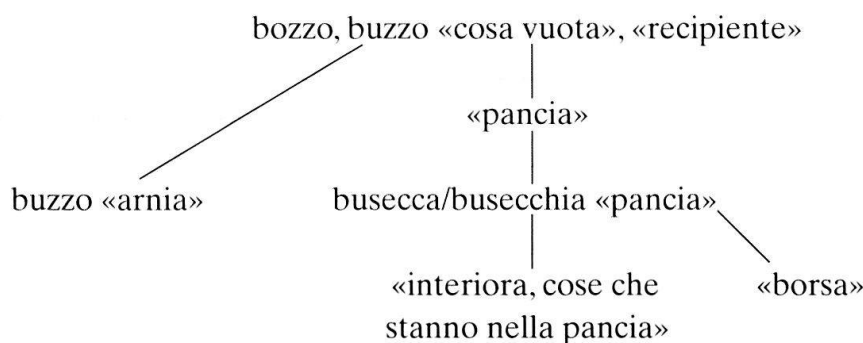 bozzo, buzzo «cosa vuota», «recipiente»
«pancia»
buzzo «arnia» busecca/busecchia «pancia»
«interiora, cose che «borsa»
stanno nella pancia»